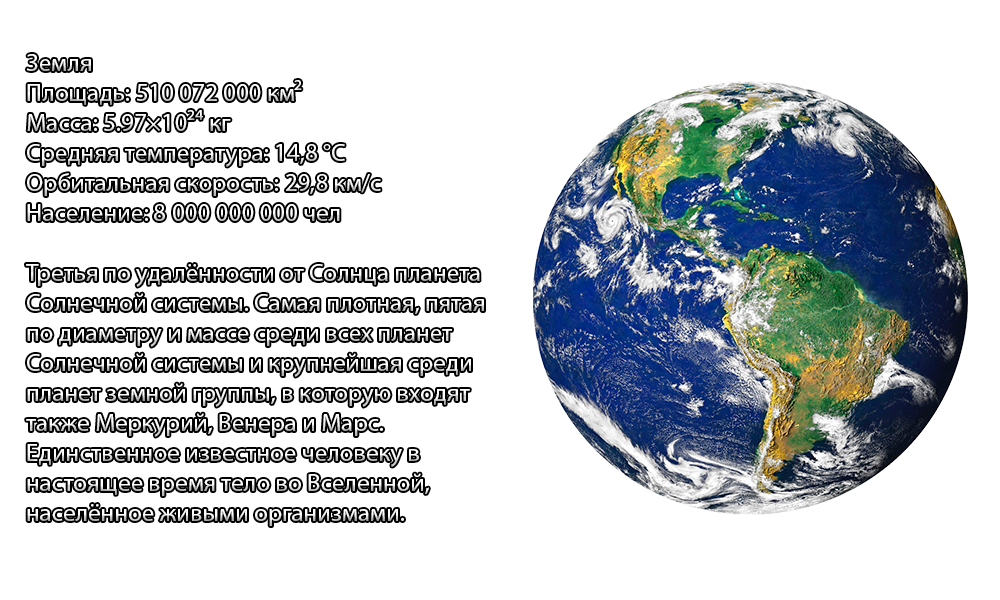 Земля
Площадь: 510 072 000 км²
Масса: 5.97×10²⁴ кг
Средняя температура: 14,8 °C
Орбитальная скорость: 29,8 км/с
Население: 8 000 000 000 чел
Третья по удалённости от Солнца планета
Солнечной системы. Самая плотная, пятая
по диаметру и массе среди всех планет
Солнечной системы и крупнейшая среди
планет земной группы, в которую входят
также Меркурий, Венера и Марс.
Единственное известное человеку в
настоящее время тело во Вселенной,
населённое живыми организмами.